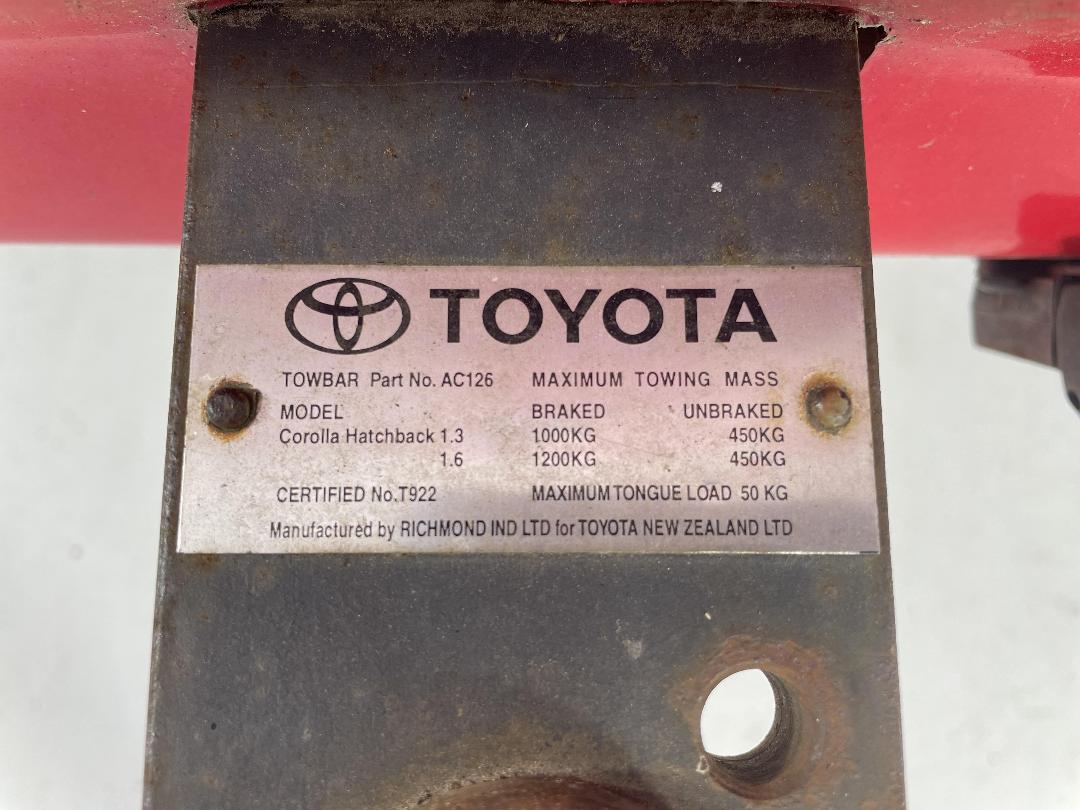 TOYOTA
TOWBAR Part No. AC126 MAXIMUM TOWING MASS
MODEL BRAKED UNBRAKED
Corolla Hatchback 1.3 1000KG 450KG
1.6 1200KG 450KG
CERTIFIED No.T922 MAXIMUM TONGUE LOAD 50 KG
Manufactured by RICHMOND IND LTD for TOYOTA NEW ZEALAND LTD